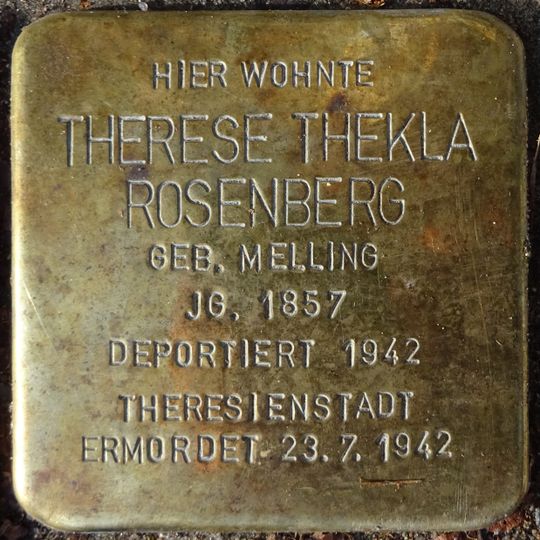 HIER WOHNTE
THERESE THEKLA
ROSENBERG
GEB. MELLING
JG. 1857
DEPORTIERT 1942
THERESIENSTADT
ERMORDET 23.7.1942